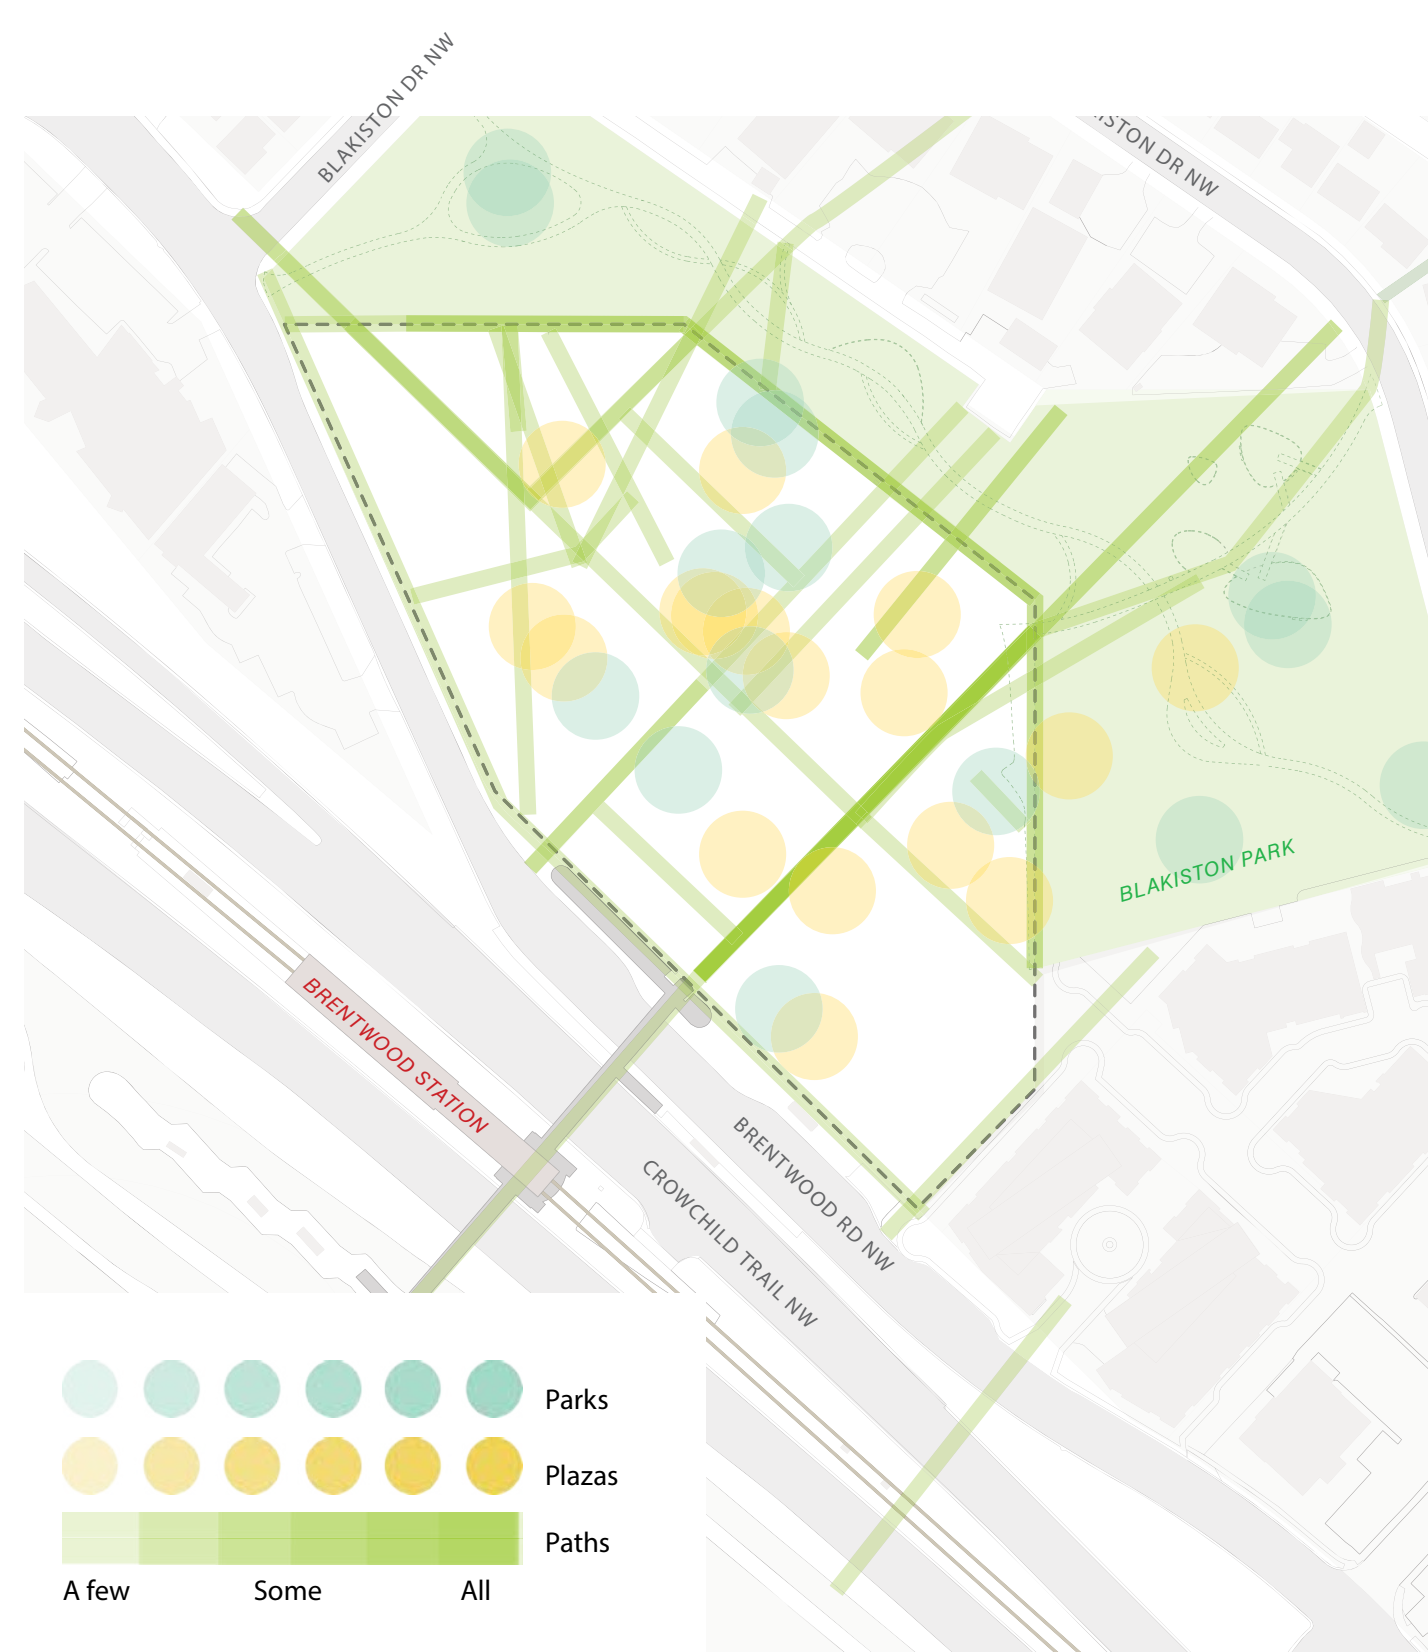 BLAKISTON DR NW
ISTON DR NW
BLAKISTON PARK
BRENTWOOD STATION
BRENTWOOD RD NW
CROWCHILD TRAIL NW
Parks
Plazas
Paths
A few Some All